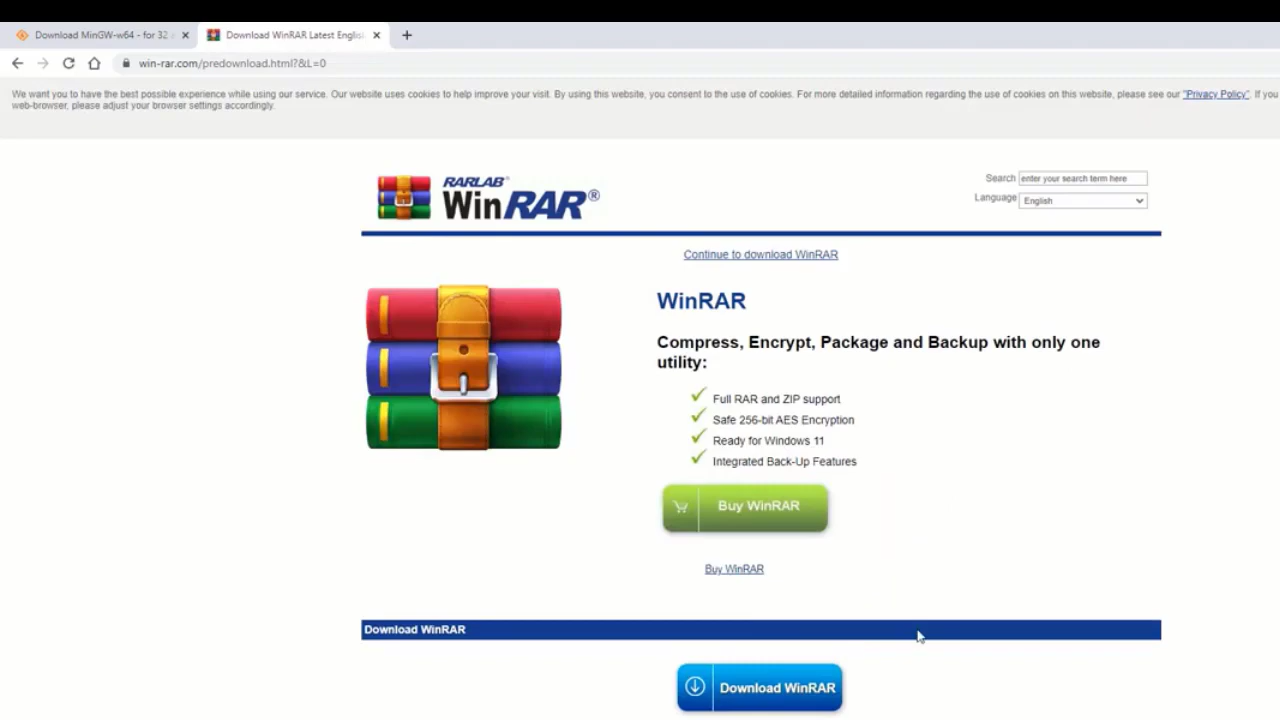 Download MinGW-w64 - for 32 a
Download WinRAR Latest English
win-rar.com/predownload.html?&L=0
We want you to have the best possible experience while using our service. Our website uses cookies to help improve your visit. By using this website, you consent to the use of cookies. For more detailed information regarding the use of cookies on this website, please see our "Privacy Policy". If you
web-browser, please adjust your browser settings accordingly.
RARLAB®
WinRAR®
Search enter your search term here
Language English
Continue to download WinRAR
WinRAR
Compress, Encrypt, Package and Backup with only one
utility:
Full RAR and ZIP support
Safe 256-bit AES Encryption
Ready for Windows 11
Integrated Back-Up Features
Buy WinRAR
Buy WinRAR
Download WinRAR
Download WinRAR